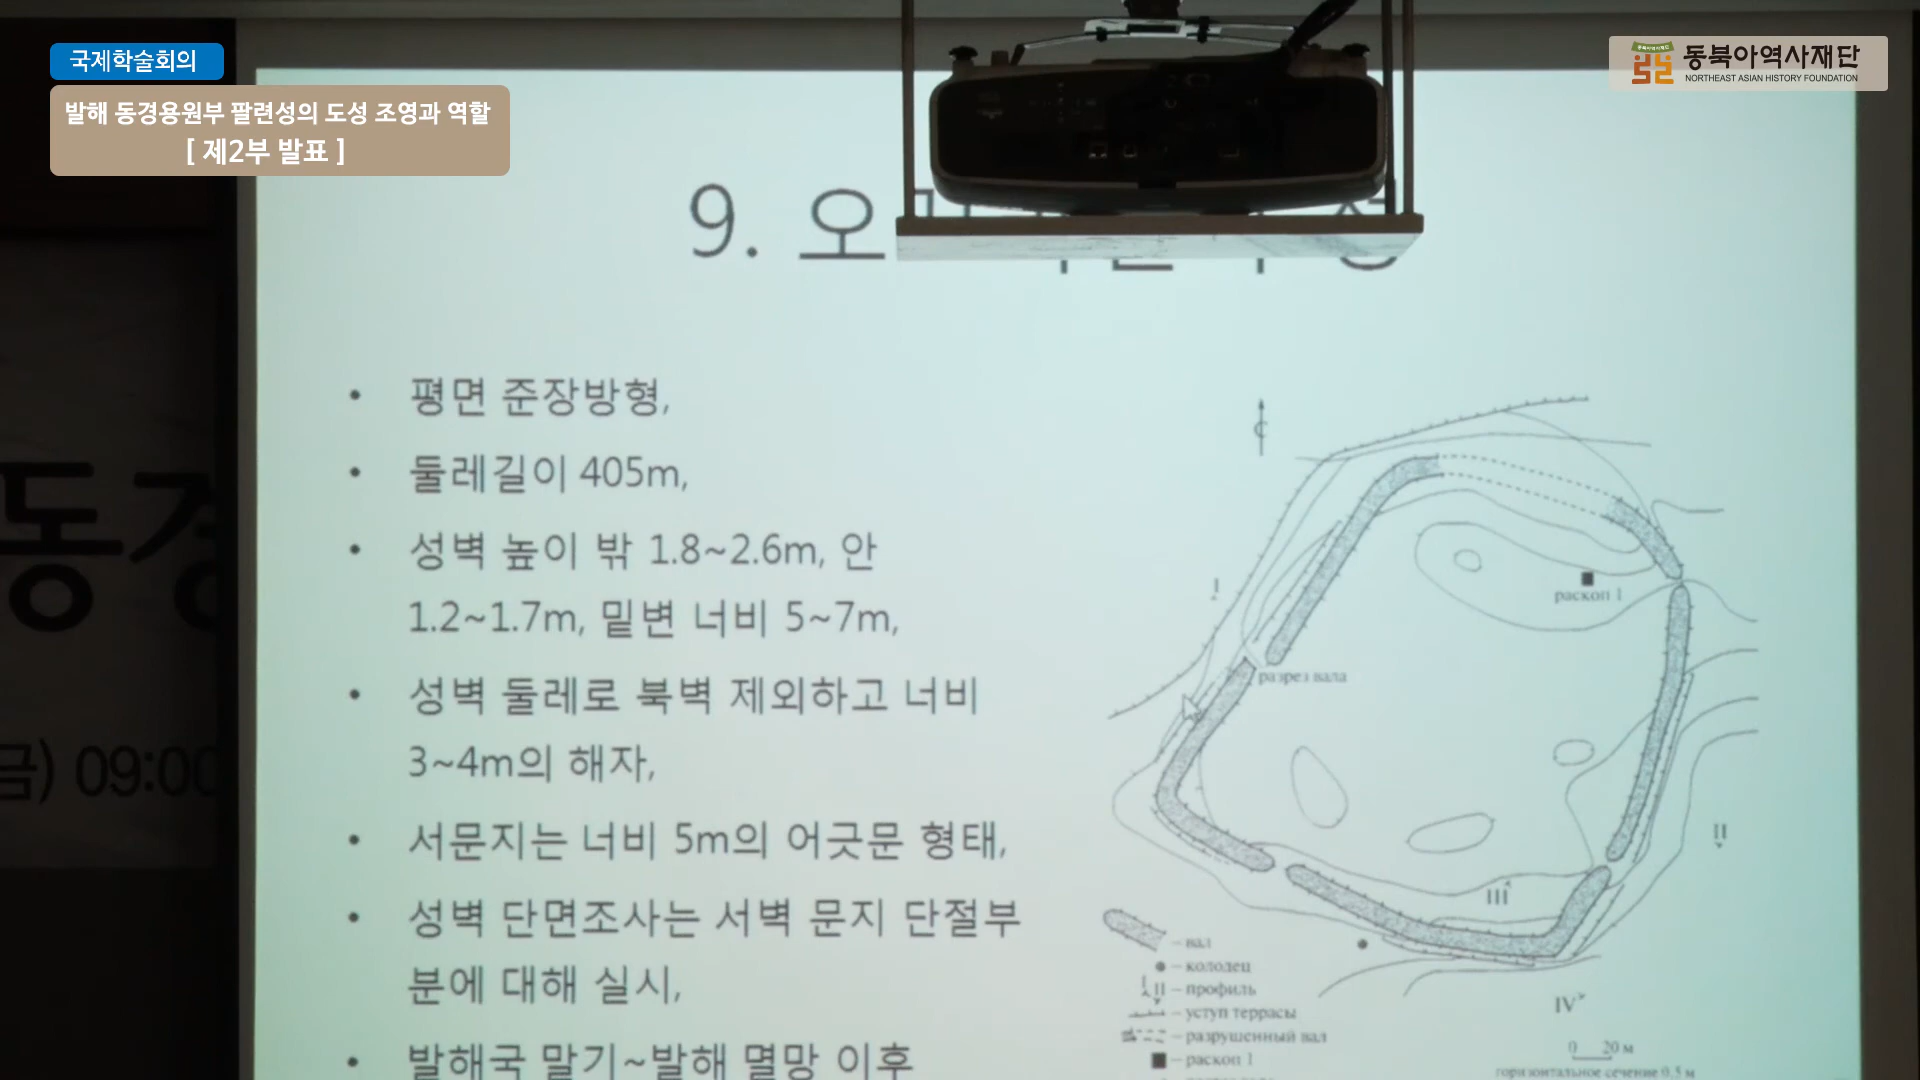 국제학술회의
발해 동경용원부 팔련성의 도성 조영과 역할
[ 제2부 발표 ]
동북아역사재단
NORTHEAST ASIAN HISTORY FOUNDATION
9. 오
• 평면 준장방형,
• 둘레길이 405m,
• 성벽 높이 밖 1.8~2.6m, 안
1.2~1.7m, 밑변 너비 5~7m,
• 성벽 둘레로 북벽 제외하고 너비
3~4m의 해자,
• 서문지는 너비 5m의 어긋문 형태,
• 성벽 단면조사는 서벽 문지 단절부
분에 대해 실시,
• 발해국 말기~발해 멸망 이후
С
I
раскоп 1
разрез вала
II
III
IV
– вал
– колодец
I II – профиль
– уступ террасы
– разрушенный вал
– раскоп 1
0 20 м
горизонтальное сечение 0,5 м
동경
금) 09:00